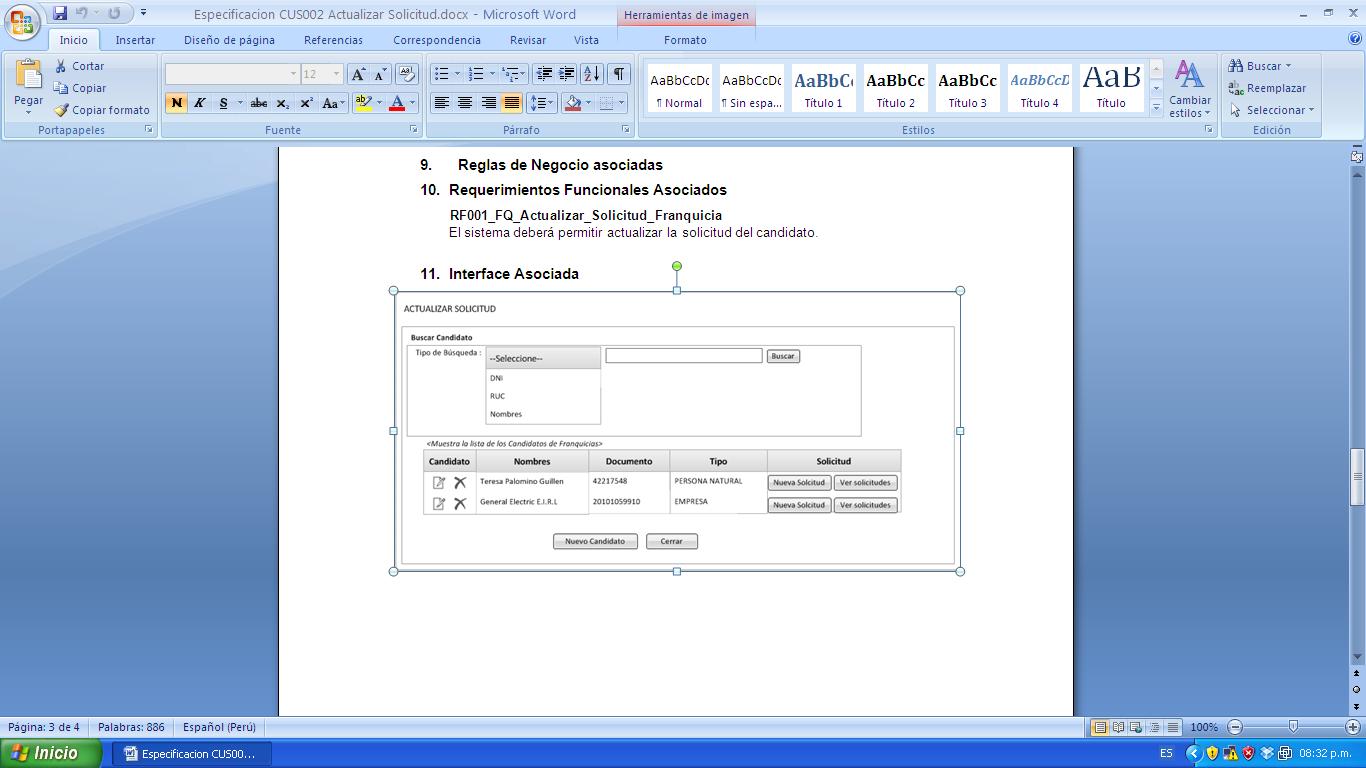 Especificacion CUS002 Actualizar Solicitud.docx - Microsoft Word
Herramientas de imagen
Inicio Insertar Diseño de página Referencias Correspondencia Revisar Vista Formato
Pegar
Cortar
Copiar
Copiar formato
Portapapeles
12
N K S abc x₂ x² Aa
Fuente
Párrafo
AaBbCcDc AaBbCcDc AaBbC AaBbCc AaBbCc AaBbCcD AaB
¶ Normal ¶ Sin espa... Título 1 Título 2 Título 3 Título 4 Título
Cambiar estilos
Estilos
Buscar
Reemplazar
Seleccionar
Edición
9. Reglas de Negocio asociadas
10. Requerimientos Funcionales Asociados
RF001_FQ_Actualizar_Solicitud_Franquicia
El sistema deberá permitir actualizar la solicitud del candidato.
11. Interface Asociada
ACTUALIZAR SOLICITUD
Buscar Candidato
Tipo de Búsqueda : --Seleccione-- Buscar
DNI
RUC
Nombres
<Muestra la lista de los Candidatos de Franquicias>
Candidato Nombres Documento Tipo Solicitud
Teresa Palomino Guillen 42217548 PERSONA NATURAL Nueva Solcitud Ver solicitudes
General Electric E.I.R.L 20101059910 EMPRESA Nueva Solcitud Ver solicitudes
Nuevo Candidato Cerrar
Página: 3 de 4 Palabras: 886 Español (Perú) 100%
Inicio Especificacion CUS00... ES 08:32 p.m.